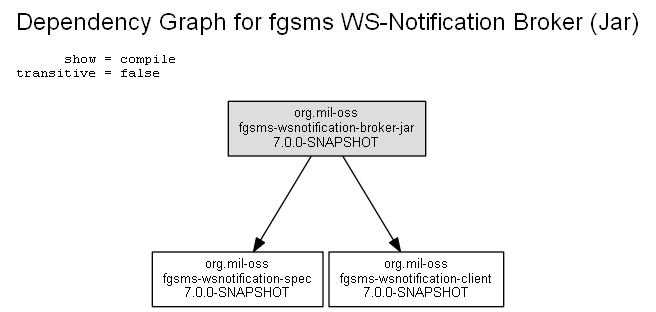 Dependency Graph for fgsms WS-Notification Broker (Jar)
show = compile
transitive = false
org.mil-oss
fgsms-wsnotification-broker-jar
7.0.0-SNAPSHOT
org.mil-oss
fgsms-wsnotification-spec
7.0.0-SNAPSHOT
org.mil-oss
fgsms-wsnotification-client
7.0.0-SNAPSHOT